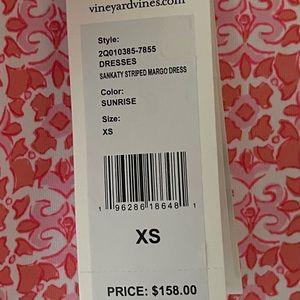 vineyardvines.com
Style:
2Q010385-7855
DRESSES
SANKATY STRIPED MARGO DRESS
Color:
SUNRISE
Size:
XS
1 96286 18648 1
XS
PRICE: $158.00